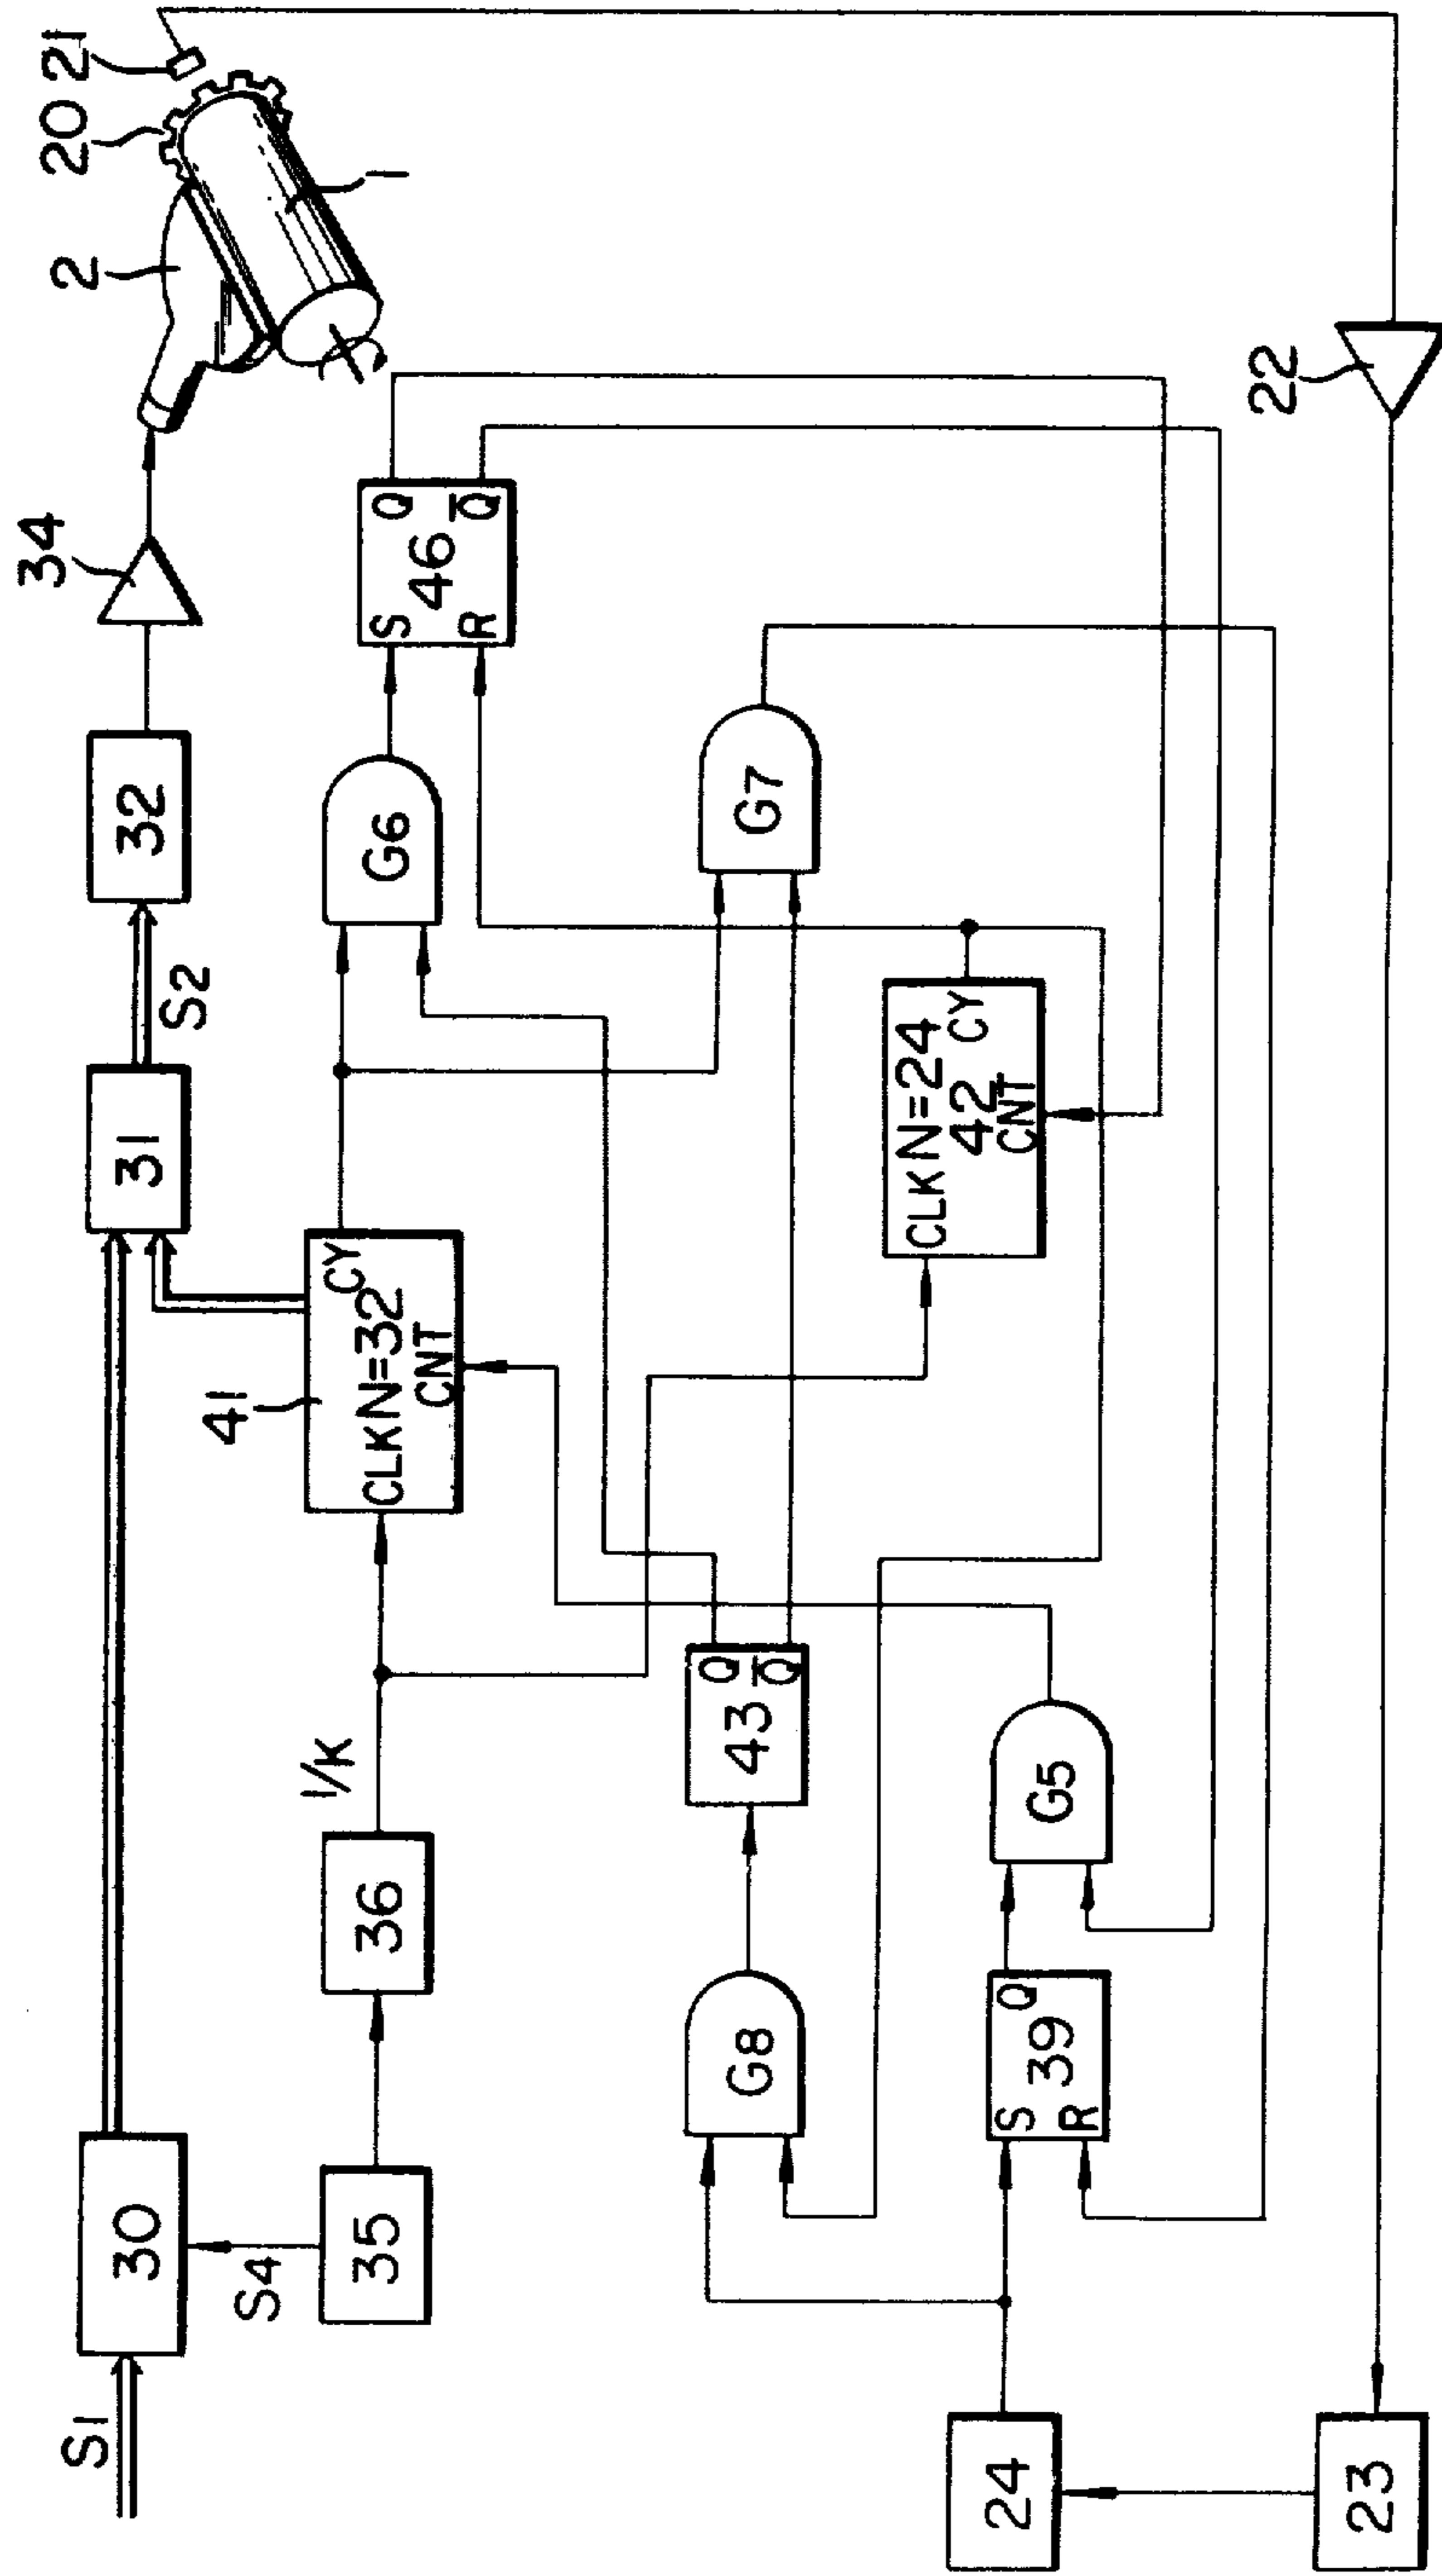 20 21
2
1
34
32
S2
31
30
S1
S4
35
36
1/K
41
CLK N=32 CY
CNT
G6
S Q
46
R Q̅
G7
CLK N=24
42 CY
C̅N̅T̅
43 Q
Q̅
G8
G5
S Q
39
R
24
23
22